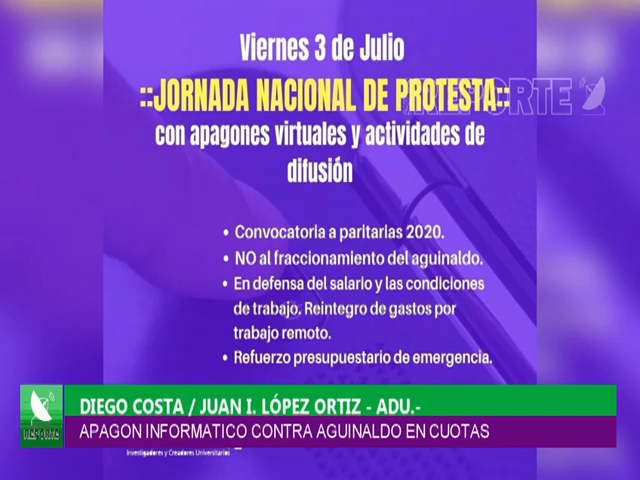 Viernes 3 de Julio
::JORNADA NACIONAL DE PROTESTA::
REPORTE
con apagones virtuales y actividades de
difusión
• Convocatoria a paritarias 2020.
• NO al fraccionamiento del aguinaldo.
• En defensa del salario y las condiciones
de trabajo. Reintegro de gastos por
trabajo remoto.
• Refuerzo presupuestario de emergencia.
DIEGO COSTA / JUAN I. LÓPEZ ORTIZ - ADU.-
REPORTE
APAGON INFORMATICO CONTRA AGUINALDO EN CUOTAS
Investigadores y Creadores Universitarios